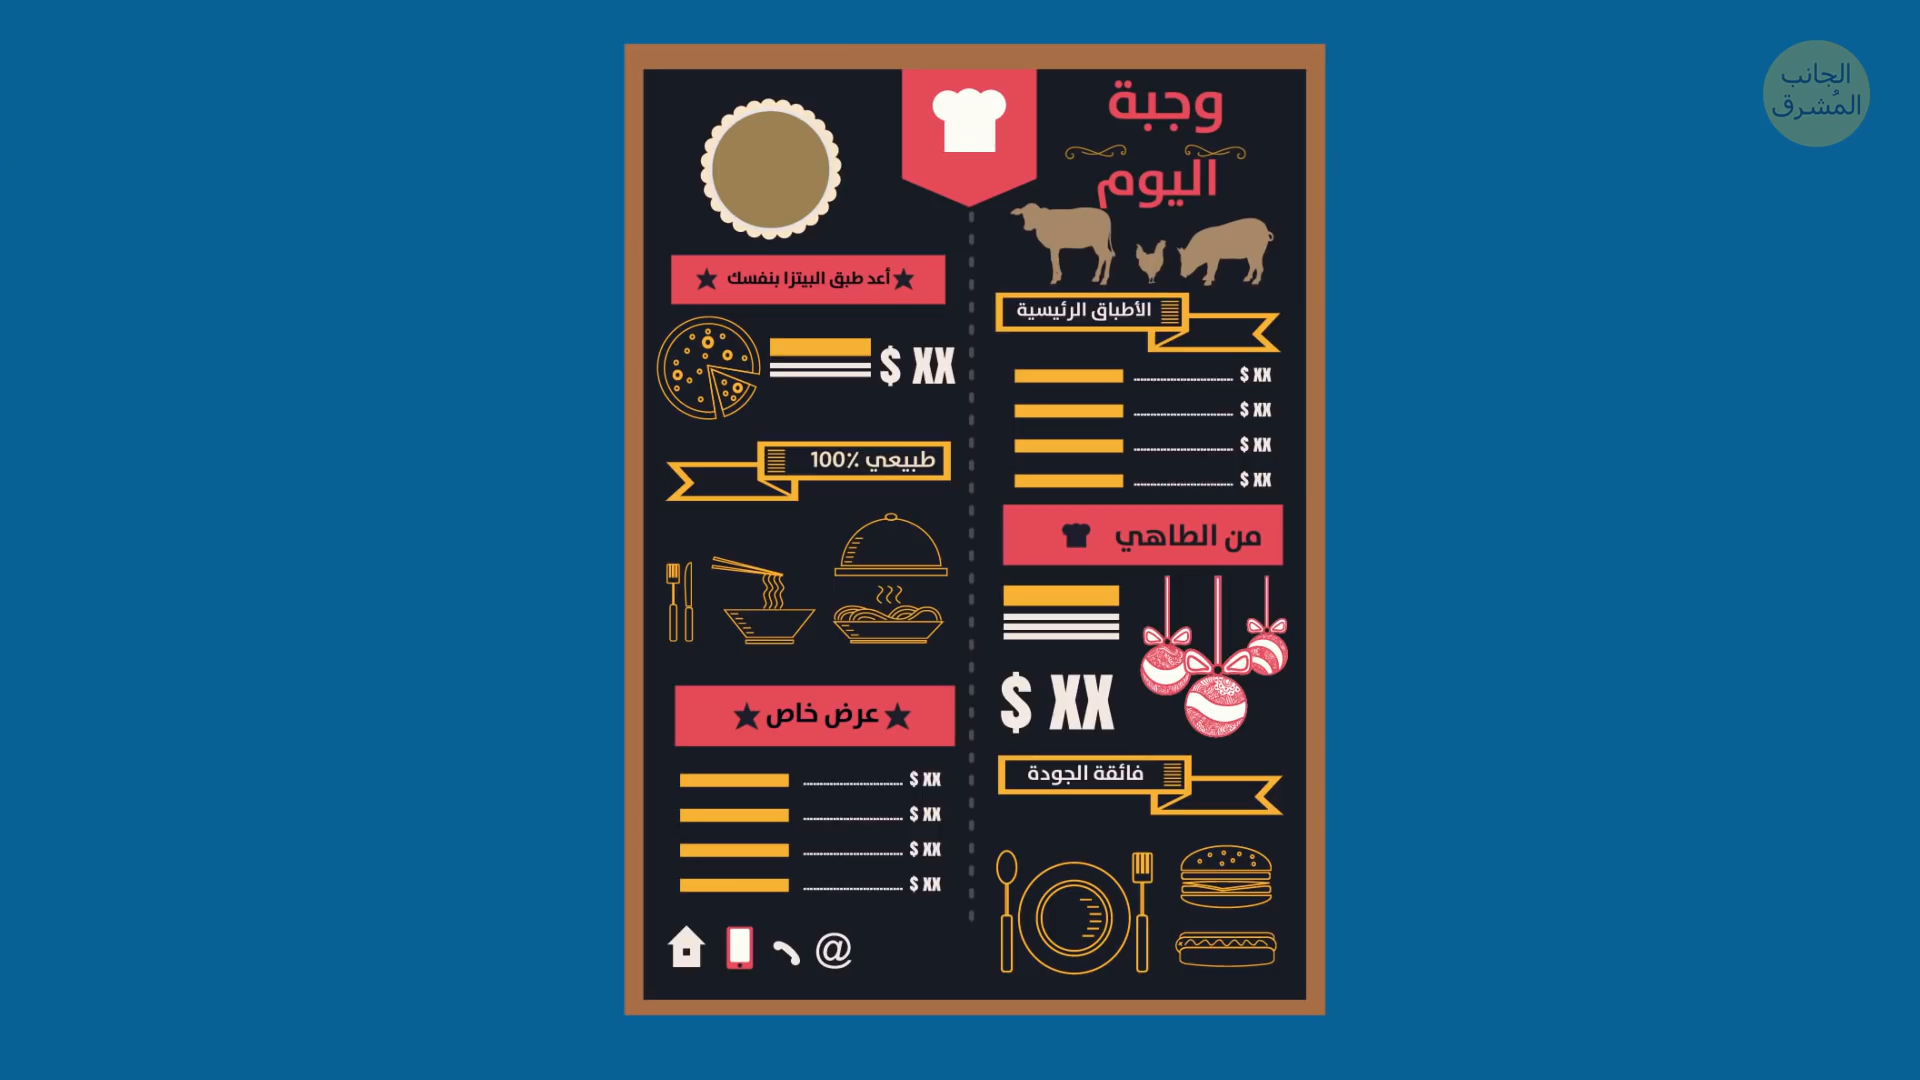 الجانب
المُشرق
وجبة
اليوم
الأطباق الرئيسية
$ XX
$ XX
$ XX
$ XX
من الطاهي
$ XX
فائقة الجودة
أعد طبق البيتزا بنفسك
$ XX
طبيعي 100٪
عرض خاص
$ XX
$ XX
$ XX
$ XX
@